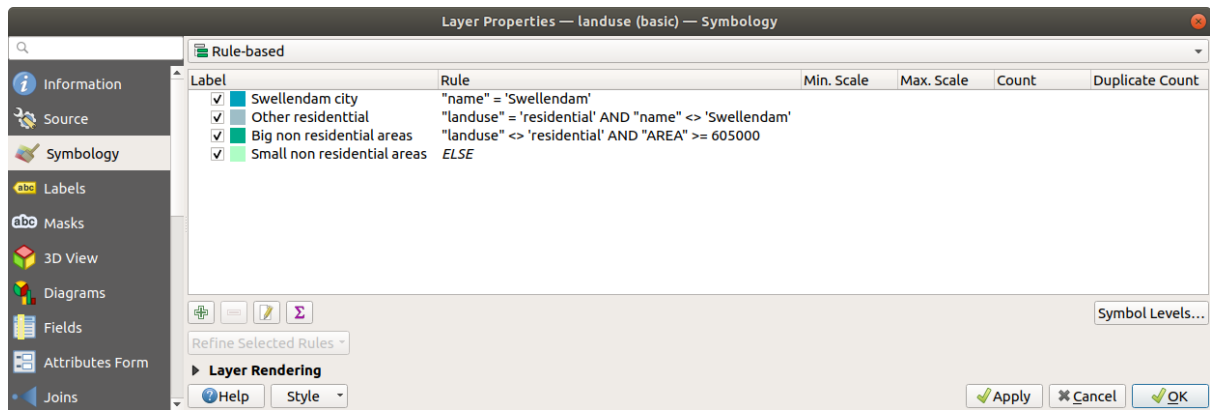 Layer Properties — landuse (basic) — Symbology
Rule-based
Information
Source
Symbology
Labels
Masks
3D View
Diagrams
Fields
Attributes Form
Joins
Label Rule Min. Scale Max. Scale Count Duplicate Count
Swellendam city "name" = 'Swellendam'
Other residenttial "landuse" = 'residential' AND "name" <> 'Swellendam'
Big non residential areas "landuse" <> 'residential' AND "AREA" >= 605000
Small non residential areas ELSE
Symbol Levels...
Refine Selected Rules
Layer Rendering
Help Style Apply Cancel OK